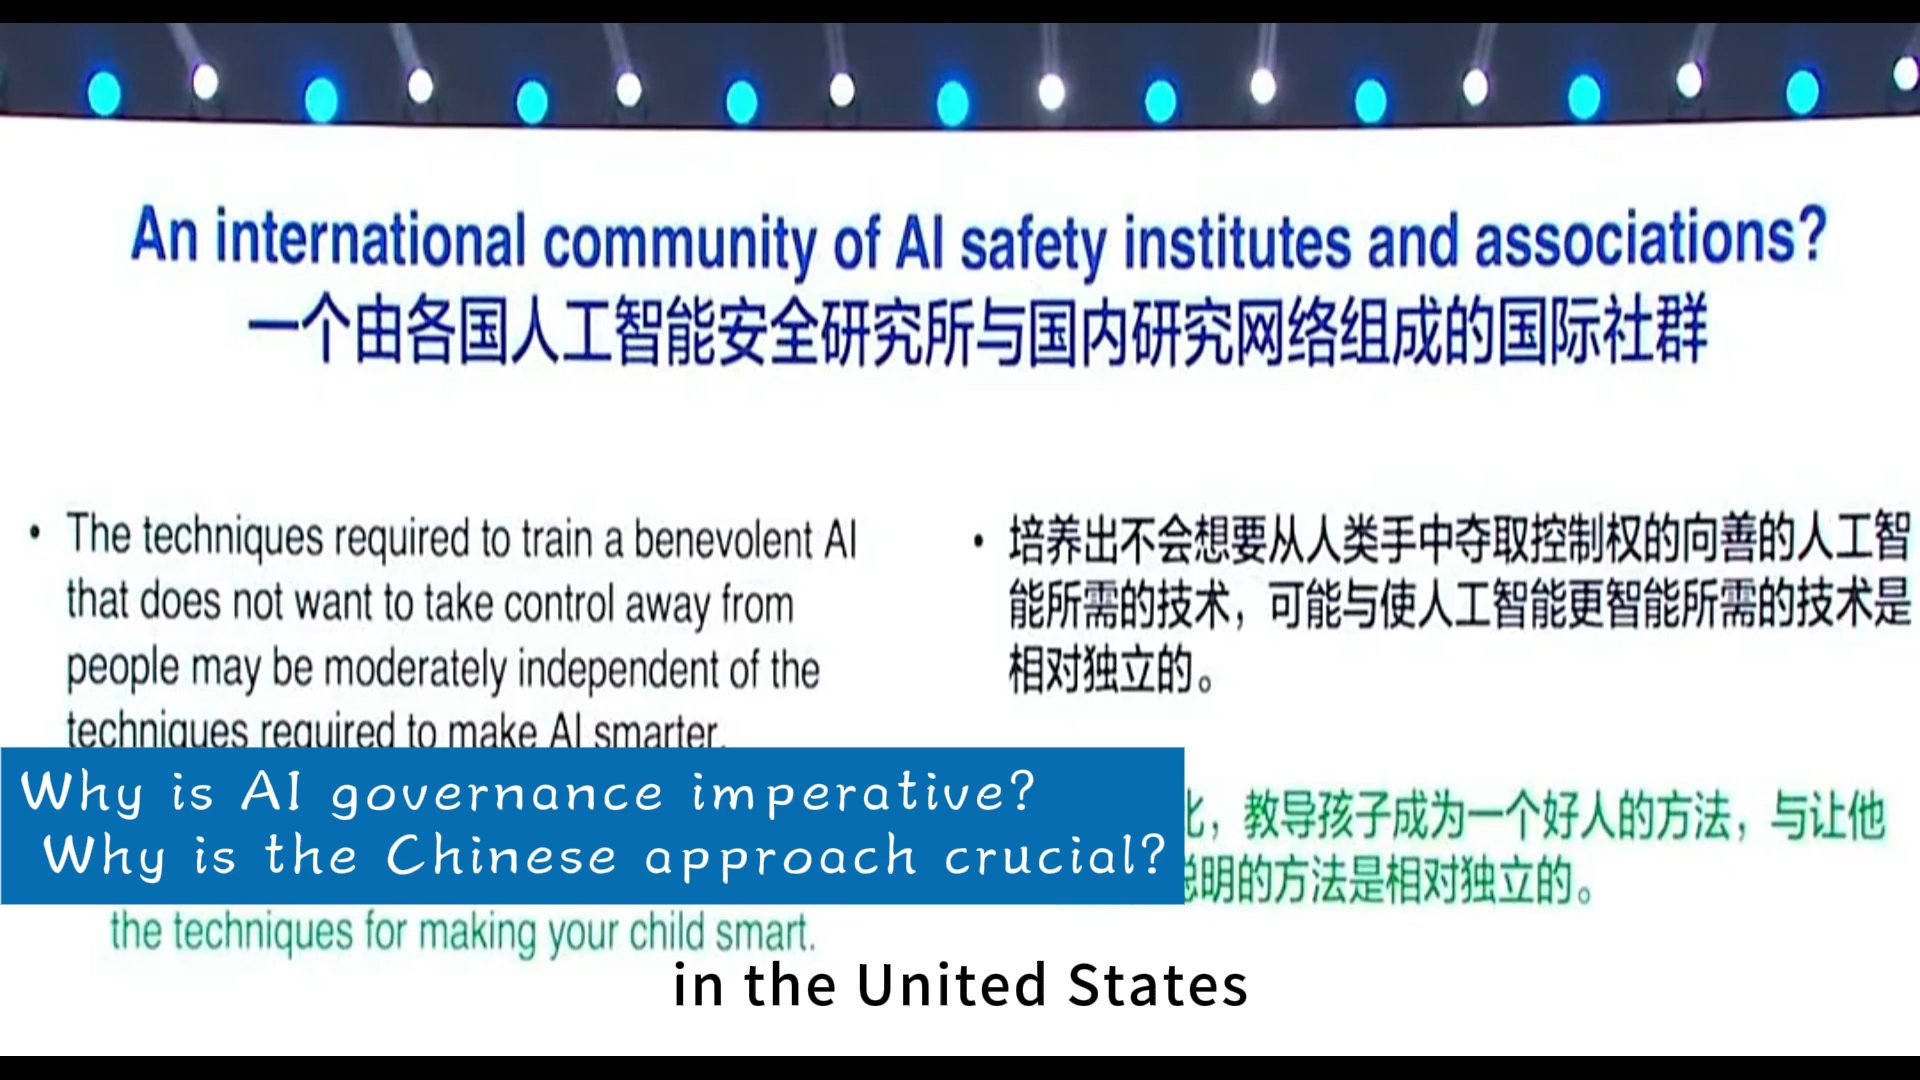 An international community of AI safety institutes and associations?
一个由各国人工智能安全研究所与国内研究网络组成的国际社群
• The techniques required to train a benevolent AI
that does not want to take control away from
people may be moderately independent of the
techniques required to make AI smarter.
• 培养出不会想要从人类手中夺取控制权的向善的人工智
能所需的技术，可能与使人工智能更智能所需的技术是
相对独立的。
Why is AI governance imperative?
Why is the Chinese approach crucial?
，教导孩子成为一个好人的方法，与让他
聪明的方法是相对独立的。
the techniques for making your child smart.
in the United States